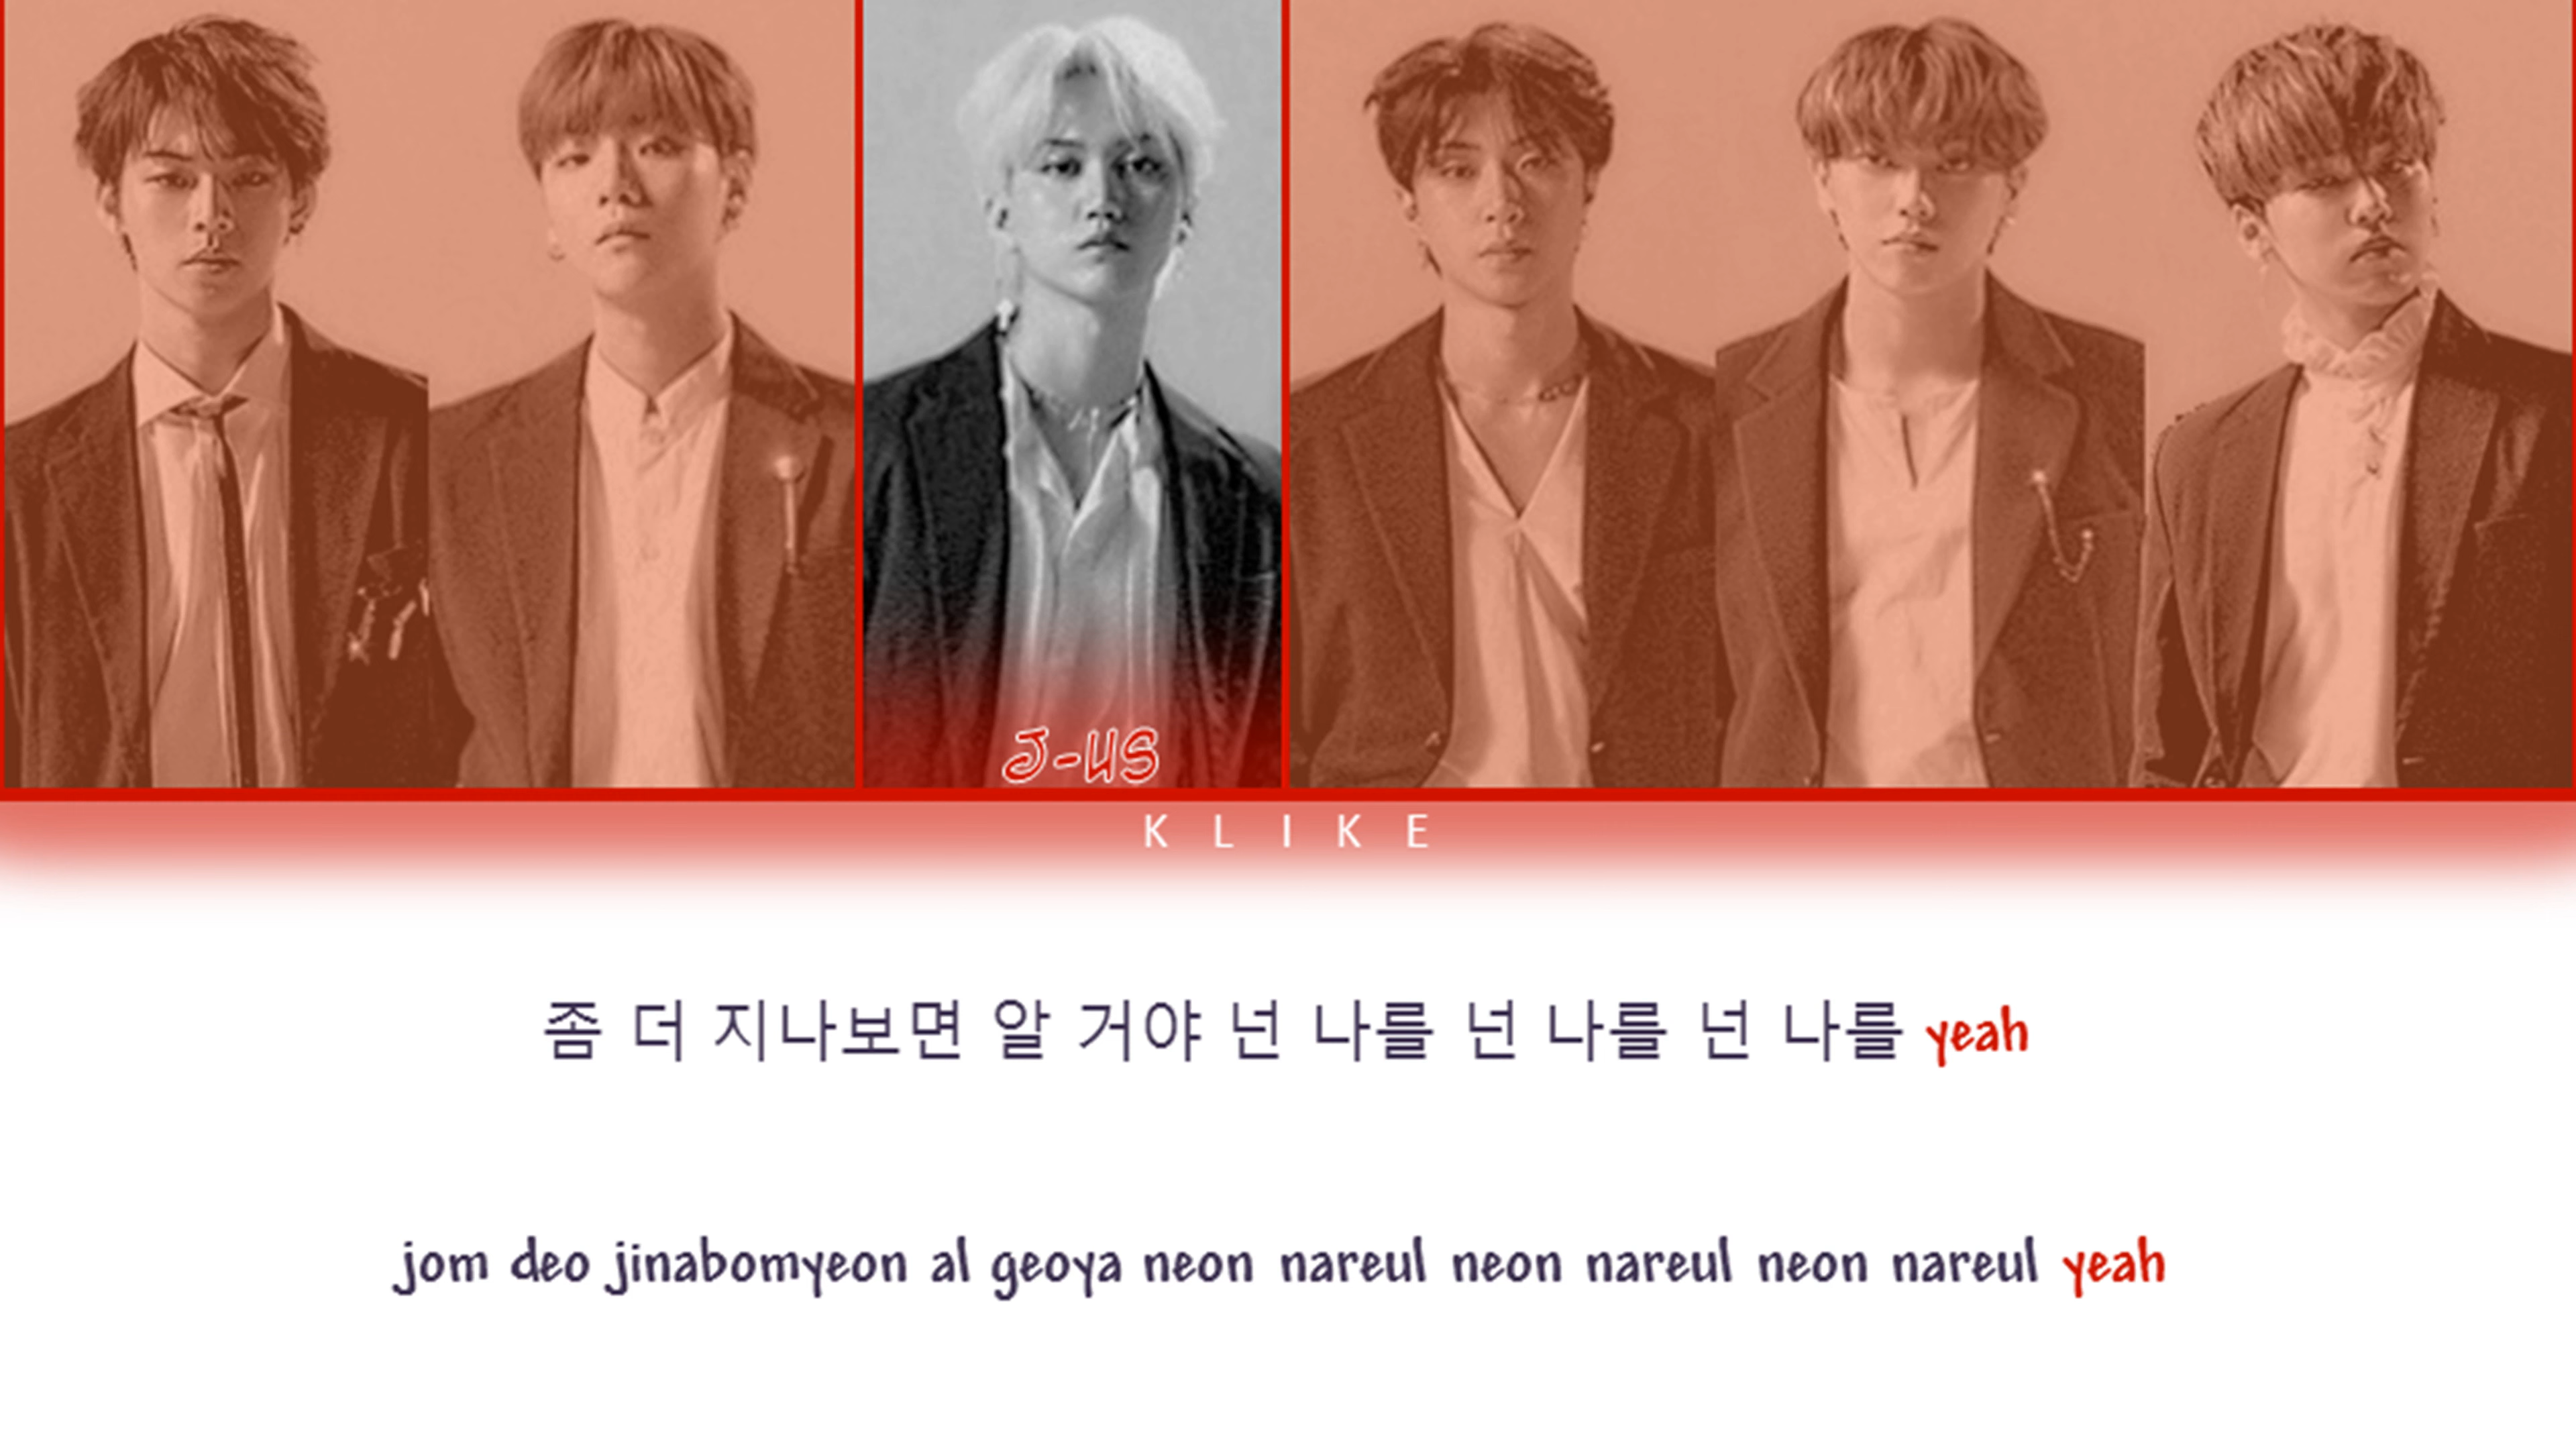 J-US
K L I K E
좀 더 지나보면 알 거야 넌 나를 넌 나를 넌 나를 yeah
jom deo jinabomyeon al geoya neon nareul neon nareul neon nareul yeah